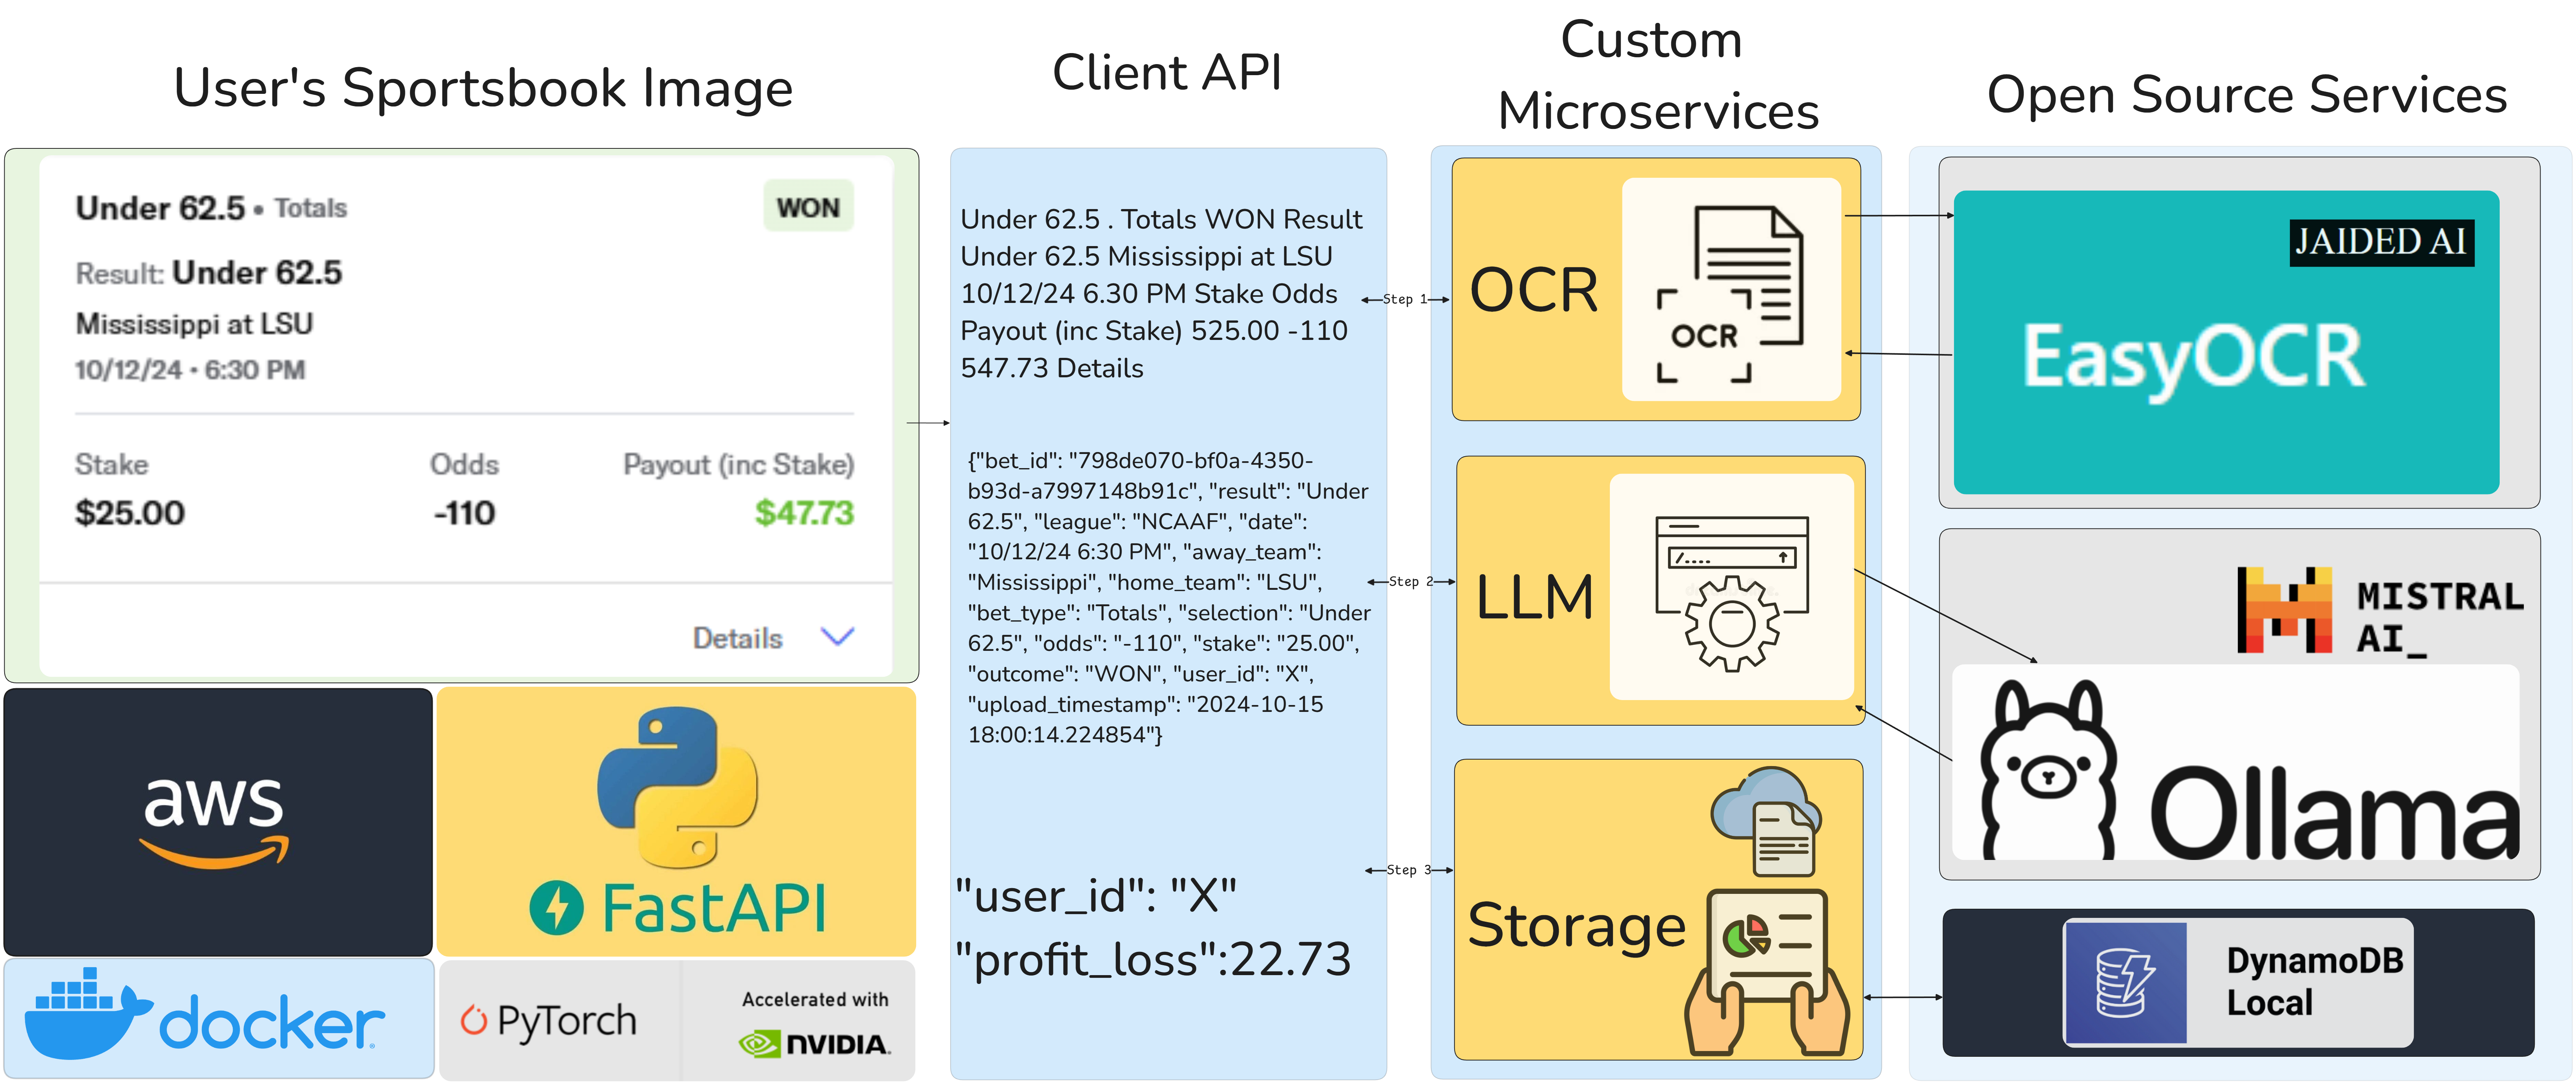 User's Sportsbook Image
Under 62.5 • Totals
WON
Result: Under 62.5
Mississippi at LSU
10/12/24 • 6:30 PM
Stake
Odds
Payout (inc Stake)
$25.00
-110
$47.73
Details
aws
FastAPI
docker
PyTorch
Accelerated with
NVIDIA.
Client API
Under 62.5 . Totals WON Result
Under 62.5 Mississippi at LSU
10/12/24 6.30 PM Stake Odds
Payout (inc Stake) 525.00 -110
547.73 Details
{"bet_id": "798de070-bf0a-4350-
b93d-a7997148b91c", "result": "Under
62.5", "league": "NCAAF", "date":
"10/12/24 6:30 PM", "away_team":
"Mississippi", "home_team": "LSU",
"bet_type": "Totals", "selection": "Under
62.5", "odds": "-110", "stake": "25.00",
"outcome": "WON", "user_id": "X",
"upload_timestamp": "2024-10-15
18:00:14.224854"}
"user_id": "X"
"profit_loss":22.73
Step 1
Step 2
Step 3
Custom
Microservices
OCR
OCR
LLM
/....
Storage
Open Source Services
JAIDED AI
EasyOCR
MISTRAL
AI_
Ollama
DynamoDB
Local